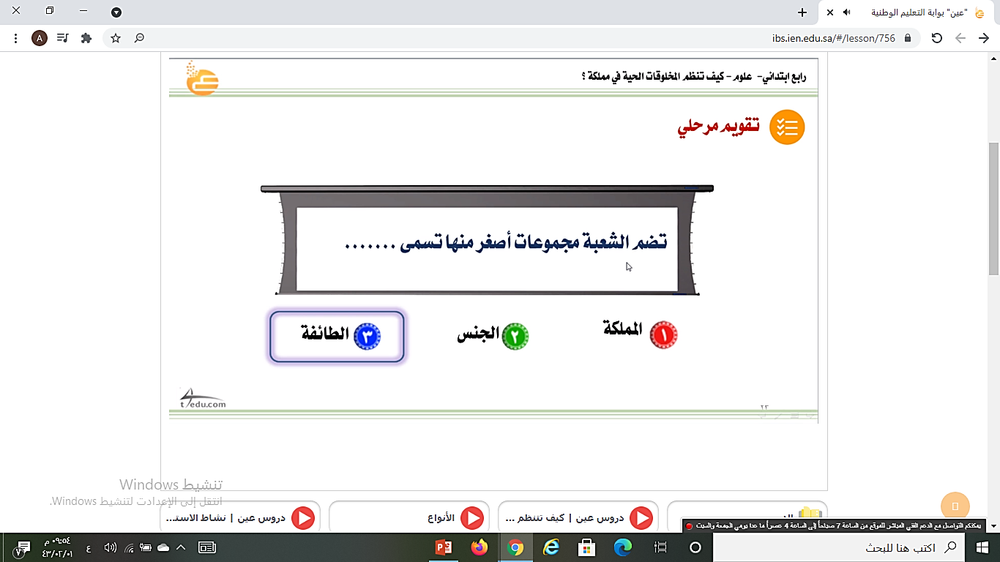 "عين" بوابة التعليم الوطنية
ibs.ien.edu.sa/#/lesson/756
A
رابع ابتدائي- علوم - كيف تنظم المخلوقات الحية في مملكة ؟
تقويم مرحلي
تضم الشعبة مجموعات أصغر منها تسمى .......
١ المملكة
٢ الجنس
٣ الطائفة
t4edu.com
٢٣
تنشيط Windows
انتقل إلى الإعدادات لتنشيط Windows.
دروس عين | كيف تنتظم ...
الأنواع
دروس عين | نشاط الاست...
يمكنكم التواصل مع الدعم الفني المباشر للموقع من الساعة 7 صباحاً إلى الساعة 4 عصراً ما عدا يومي الجمعة والسبت
اكتب هنا للبحث
ع
٠٩:٥٤ م
٤٣/٠٢/٠١